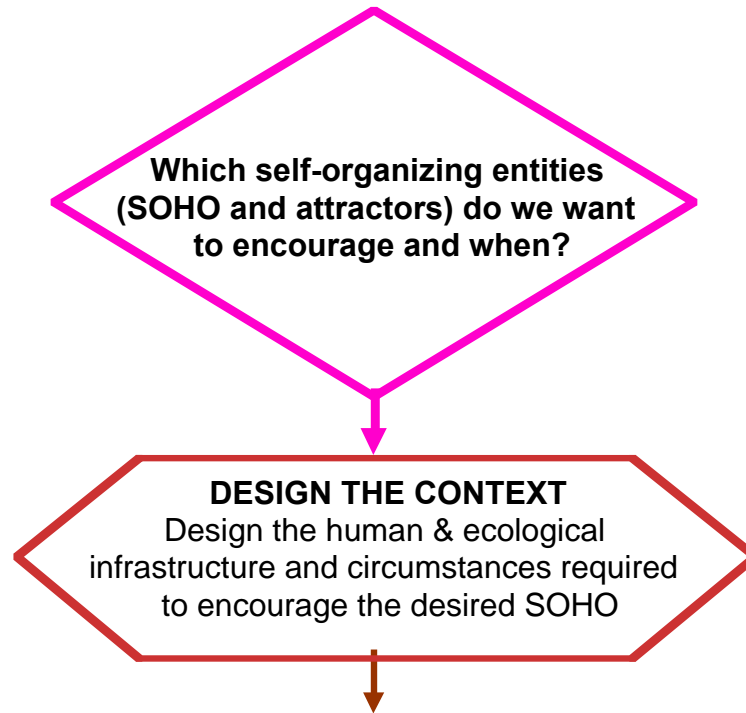 Which self-organizing entities
(SOHO and attractors) do we want
to encourage and when?
DESIGN THE CONTEXT
Design the human & ecological
infrastructure and circumstances required
to encourage the desired SOHO